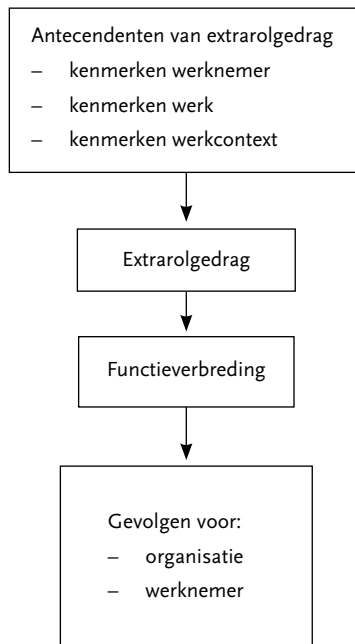 Antecendenten van extrarolgedrag
– kenmerken werknemer
– kenmerken werk
– kenmerken werkcontext
Extrarolgedrag
Functieverbreding
Gevolgen voor:
– organisatie
– werknemer